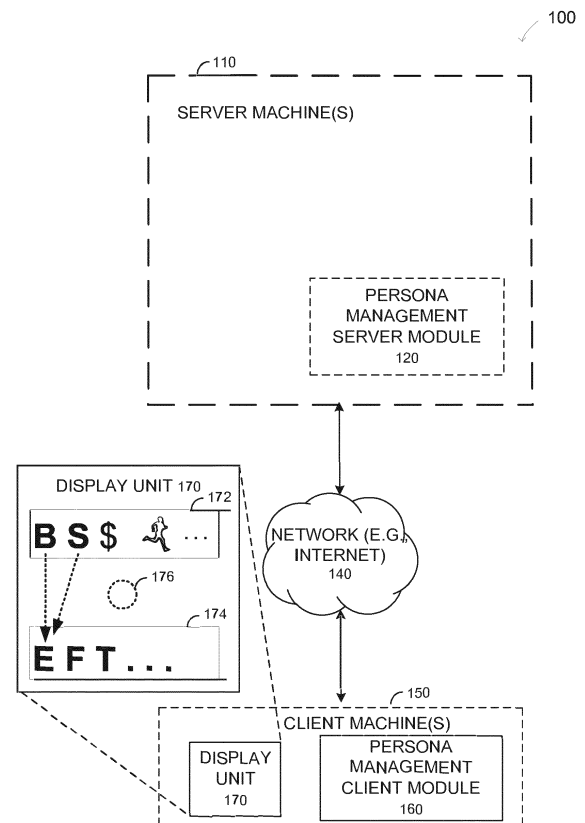 100
110
SERVER MACHINE(S)
PERSONA
MANAGEMENT
SERVER MODULE
120
DISPLAY UNIT 170
172
B S $ ...
176
174
E F T . . .
NETWORK (E.G.,
INTERNET)
140
150
CLIENT MACHINE(S)
DISPLAY
UNIT
170
PERSONA
MANAGEMENT
CLIENT MODULE
160